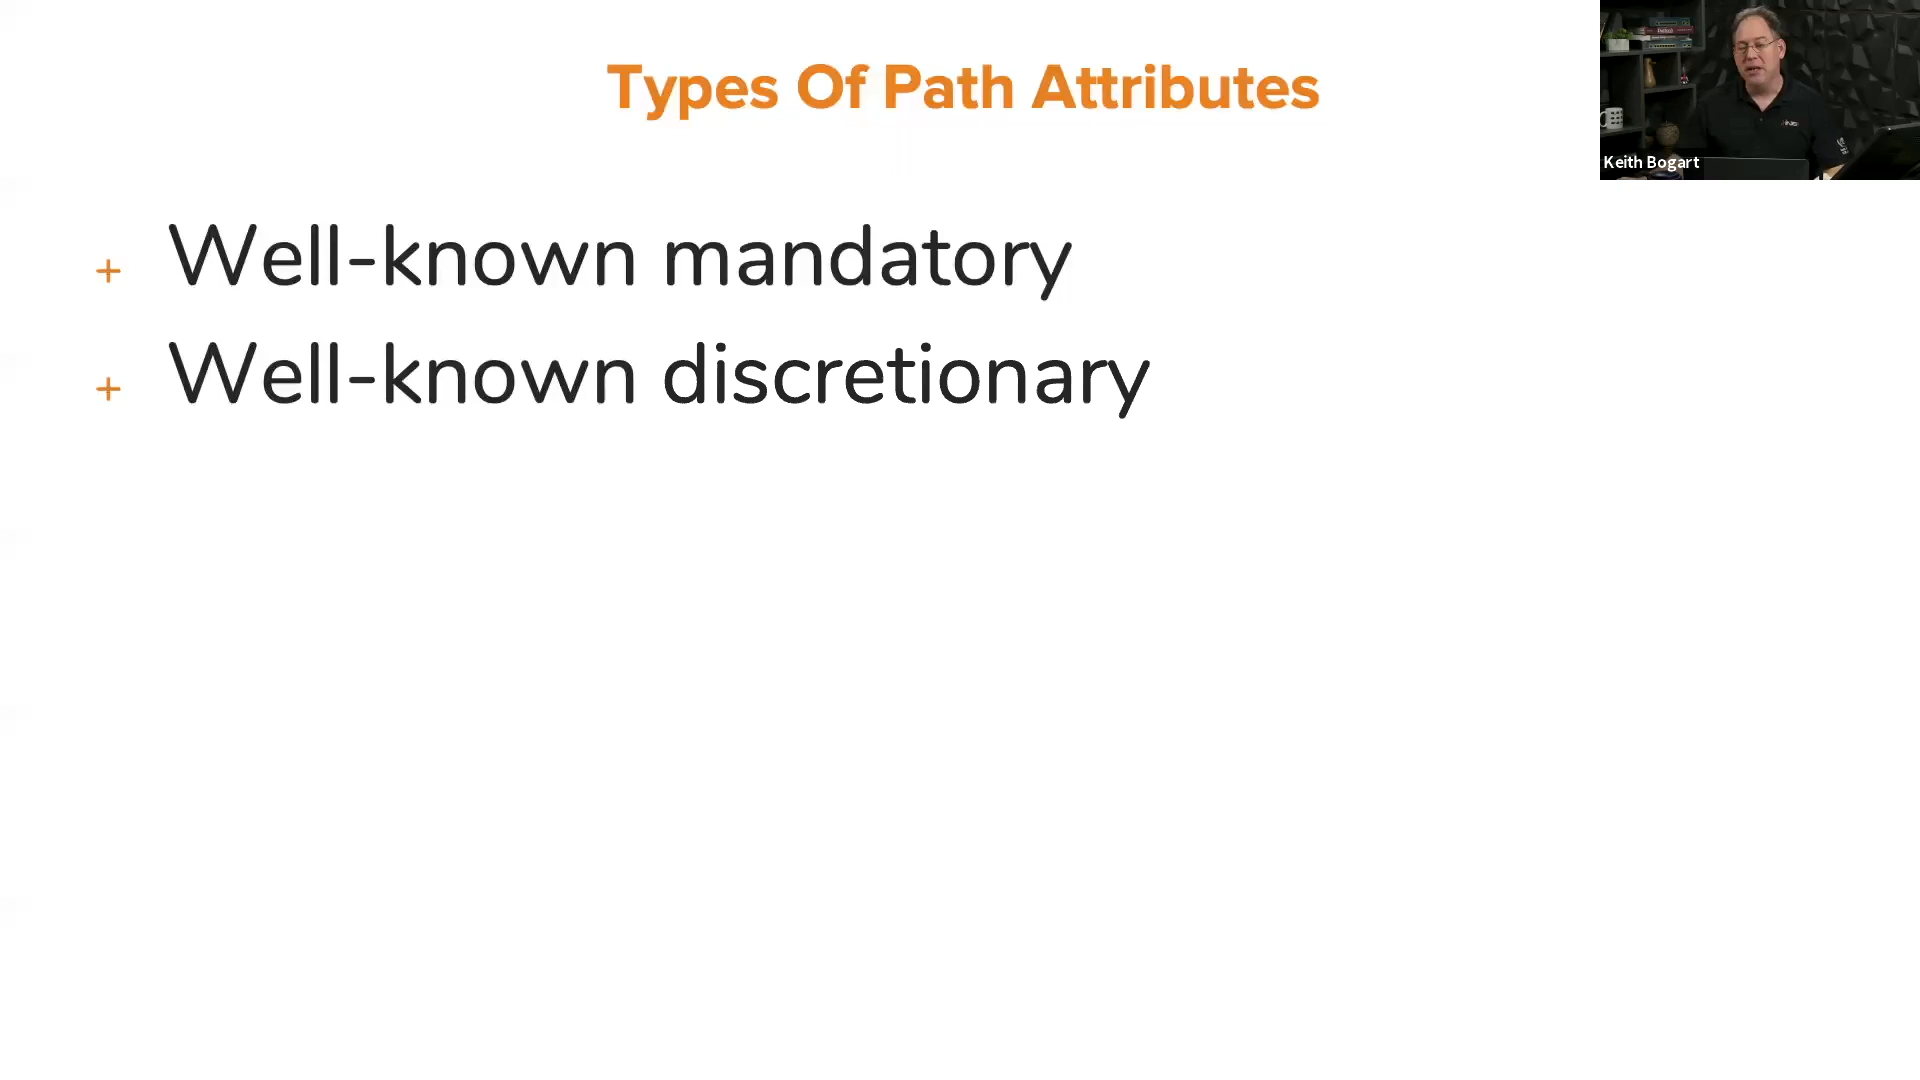 Types Of Path Attributes
Keith Bogart
+ Well-known mandatory
+ Well-known discretionary